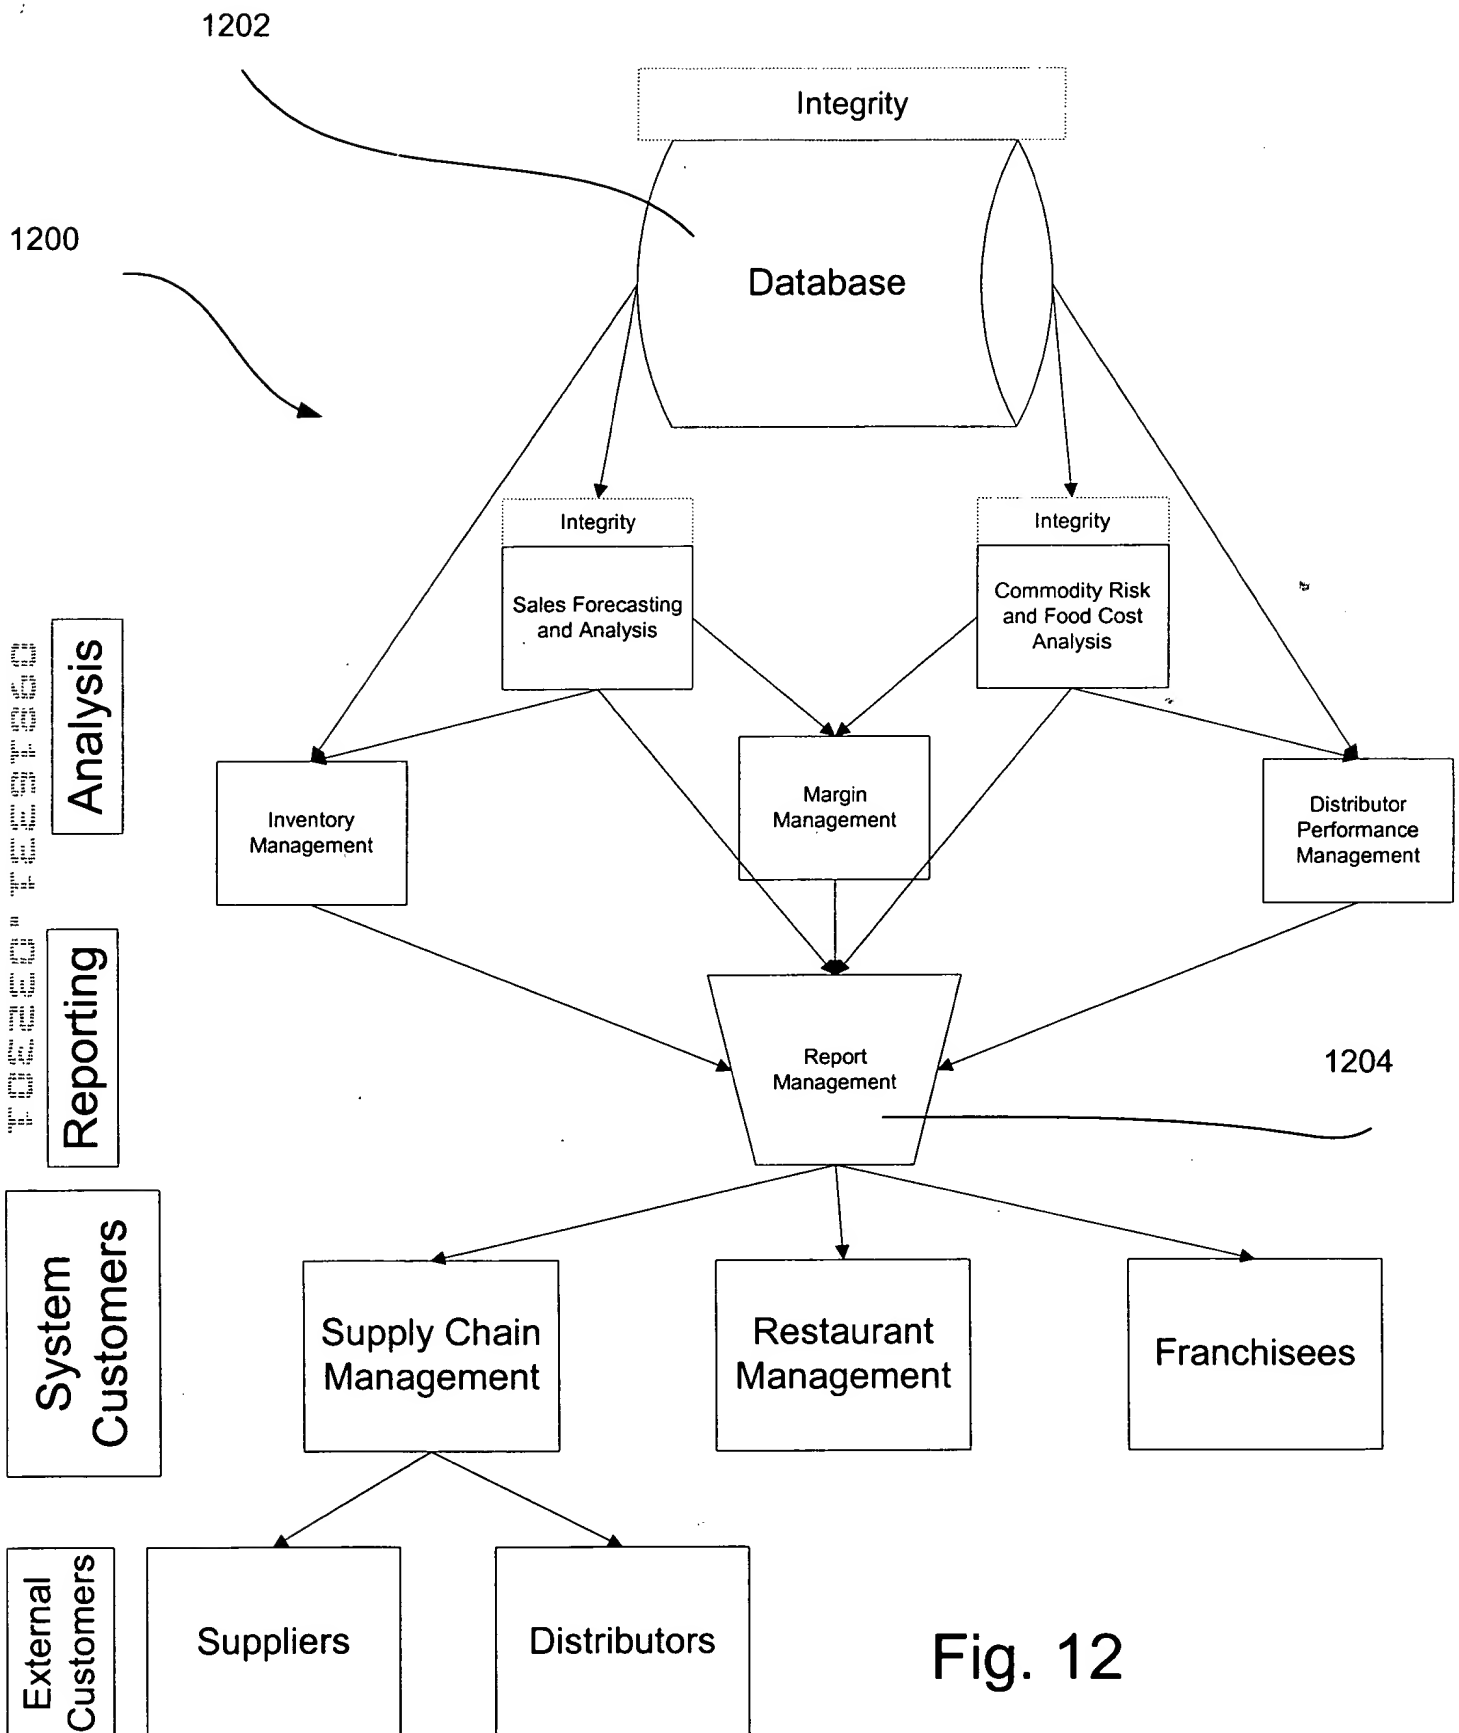 1202
Integrity
1200
Database
Integrity
Integrity
Sales Forecasting
and Analysis
Commodity Risk
and Food Cost
Analysis
Analysis
Inventory
Management
Margin
Management
Distributor
Performance
Management
Reporting
Report
Management
1204
System
Customers
Supply Chain
Management
Restaurant
Management
Franchisees
External
Customers
Suppliers
Distributors
Fig. 12